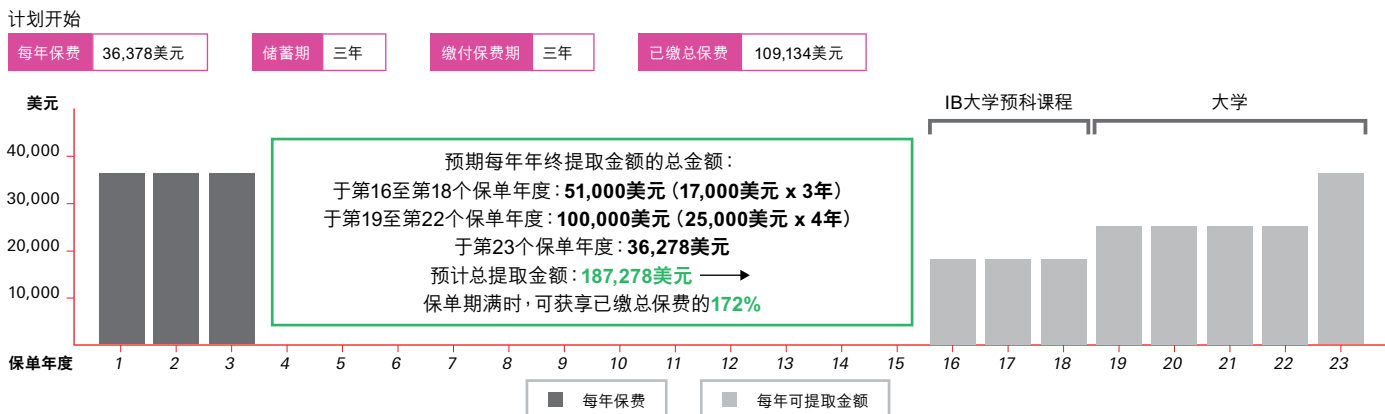 计划开始
每年保费 36,378美元 储蓄期 三年 缴付保费期 三年 已缴总保费 109,134美元
美元
IB大学预科课程 大学
40,000
30,000
20,000
10,000
预期每年年终提取金额的总金额：
于第16至第18个保单年度：51,000美元（17,000美元 x 3年）
于第19至第22个保单年度：100,000美元（25,000美元 x 4年）
于第23个保单年度：36,278美元
预计总提取金额：187,278美元
保单期满时，可获享已缴总保费的172%
保单年度 1 2 3 4 5 6 7 8 9 10 11 12 13 14 15 16 17 18 19 20 21 22 23
每年保费 每年可提取金额